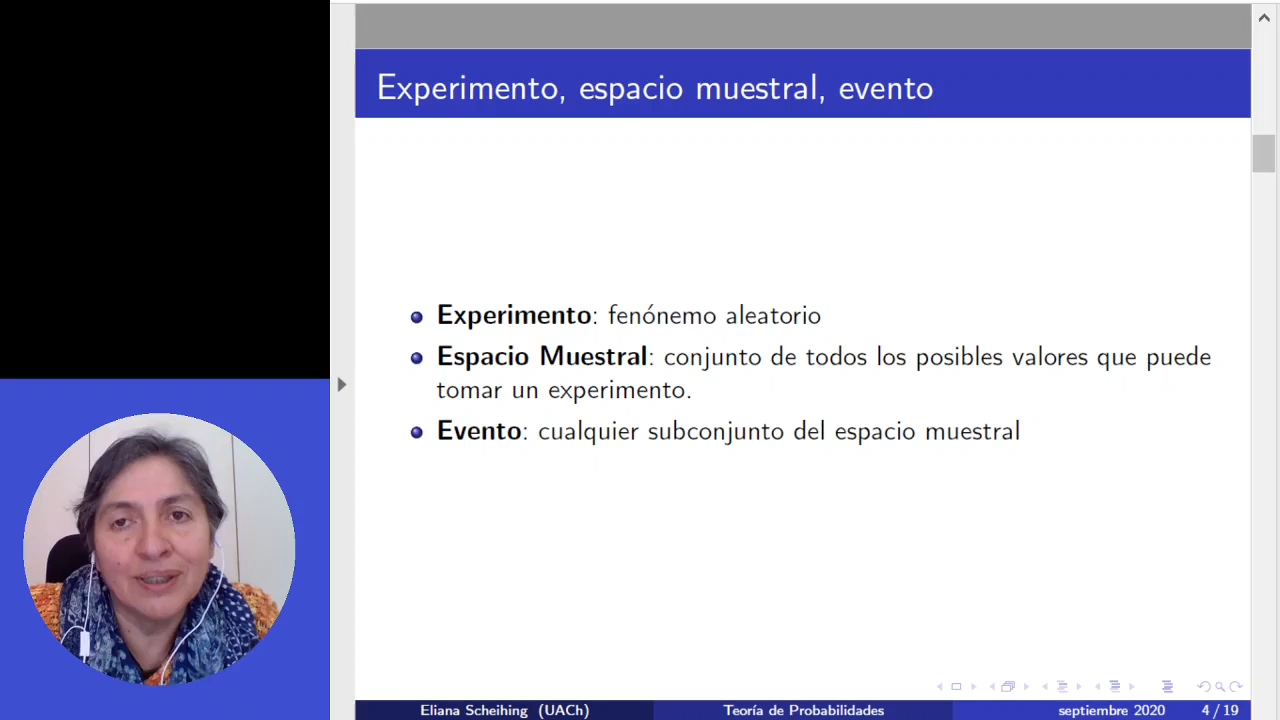 Experimento, espacio muestral, evento
Experimento: fenónemo aleatorio
Espacio Muestral: conjunto de todos los posibles valores que puede
tomar un experimento.
Evento: cualquier subconjunto del espacio muestral
Eliana Scheihing (UACh) Teoría de Probabilidades septiembre 2020 4 / 19